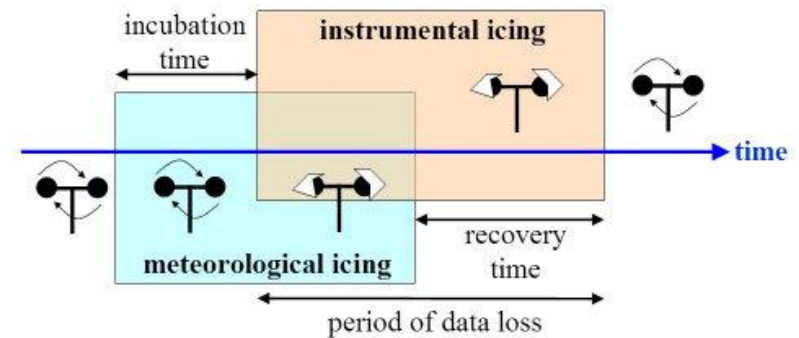 incubation
time
instrumental icing
time
meteorological icing
recovery
time
period of data loss